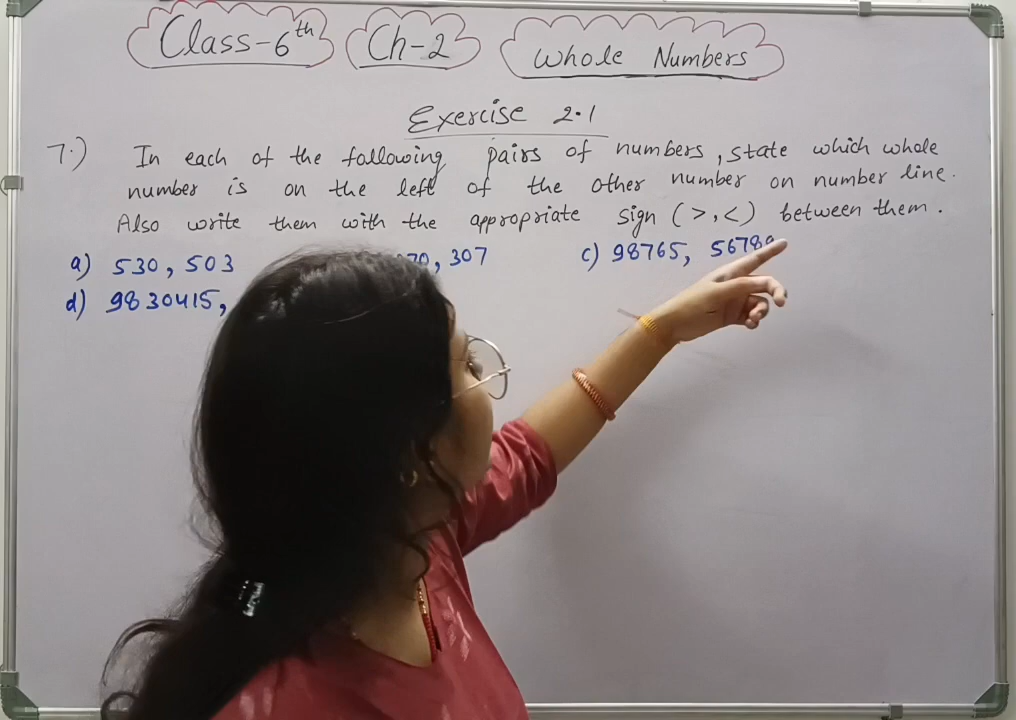 Class-6th Ch-2 Whole Numbers
Exercise 2.1
7.) In each of the following pairs of numbers, state which whole
number is on the left of the other number on number line.
Also write them with the appropriate sign (>,<) between them.
a) 530, 503 70, 307 c) 98765, 5678
d) 9830415,